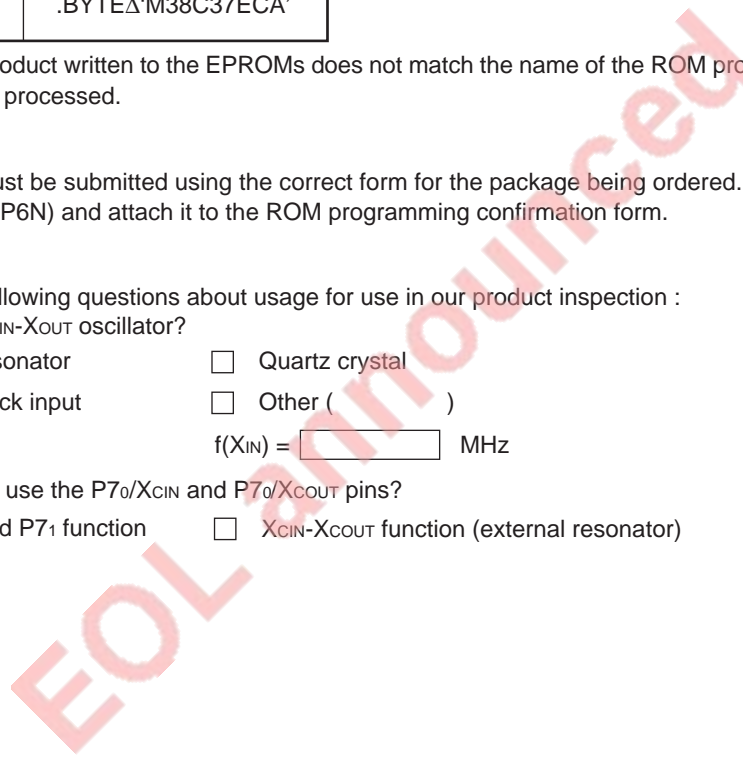 .BYTEΔ‘M38C37ECA’
oduct written to the EPROMs does not match the name of the ROM pro
processed.
ust be submitted using the correct form for the package being ordered.
P6N) and attach it to the ROM programming confirmation form.
llowing questions about usage for use in our product inspection :
IN-XOUT oscillator?
sonator □ Quartz crystal
ck input □ Other ( )
f(XIN) = MHz
use the P70/XCIN and P70/XCOUT pins?
d P71 function □ XCIN-XCOUT function (external resonator)
EOL announced